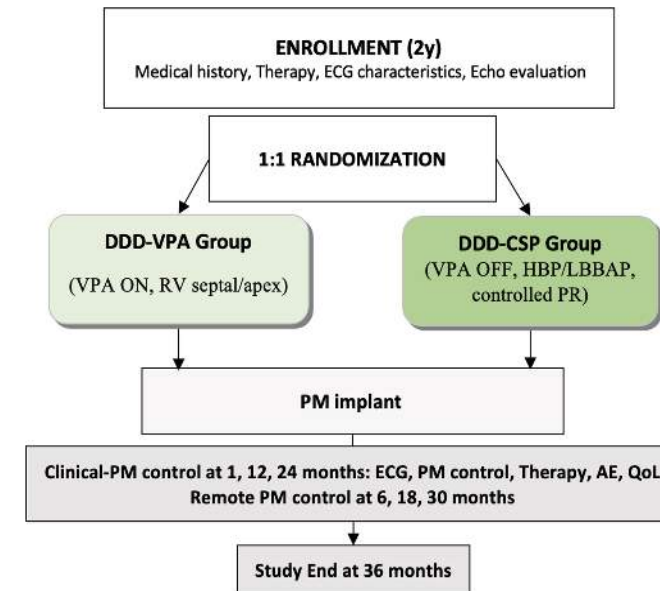 ENROLLMENT (2y)
Medical history, Therapy, ECG characteristics, Echo evaluation
1:1 RANDOMIZATION
DDD-VPA Group
(VPA ON, RV septal/apex)
DDD-CSP Group
(VPA OFF, HBP/LBBAP,
controlled PR)
PM implant
Clinical-PM control at 1, 12, 24 months: ECG, PM control, Therapy, AE, QoL
Remote PM control at 6, 18, 30 months
Study End at 36 months